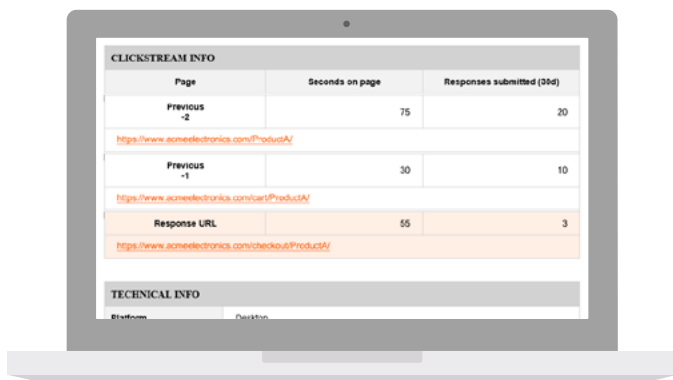 CLICKSTREAM INFO
Page Seconds on page Responses submitted (30d)
Previous
-2 75 20
https://www.acmeelectronics.com/ProductA/
Previous
-1 30 10
https://www.acmeelectronics.com/cart/ProductA/
Response URL 55 3
https://www.acmeelectronics.com/checkout/ProductA/
TECHNICAL INFO
Platform Desktop